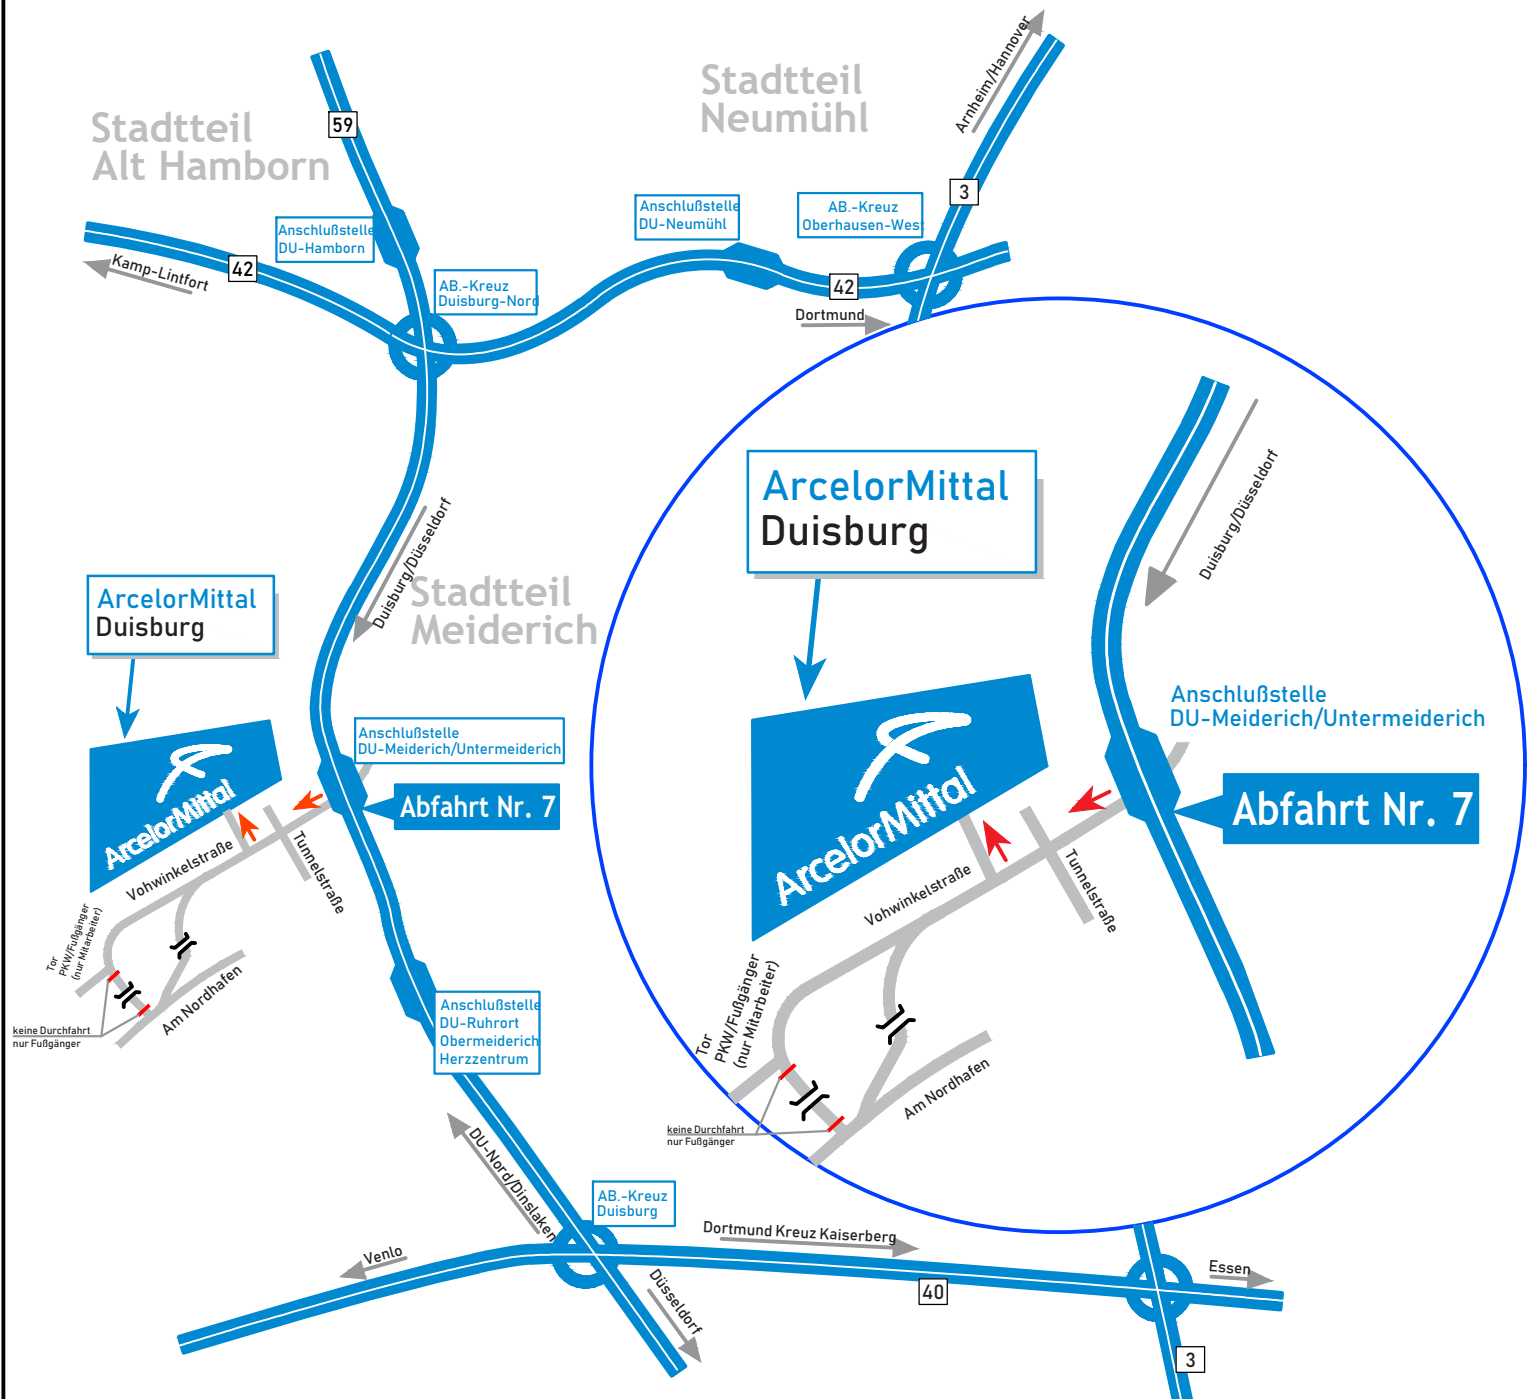 Arnheim/Hannover
Stadtteil
Neumühl
Stadtteil
Alt Hamborn
59
3
Anschlußstelle
DU-Neumühl
AB.-Kreuz
Oberhausen-West
Anschlußstelle
DU-Hamborn
42
Kamp-Lintfort
AB.-Kreuz
Duisburg-Nord
42
Dortmund
Duisburg/Düsseldorf
Stadtteil
Meiderich
ArcelorMittal
Duisburg
ArcelorMittal
Anschlußstelle
DU-Meiderich/Untermeiderich
Abfahrt Nr. 7
Vohwinkelstraße
Tunnelstraße
Tor
PKW/Fußgänger
(nur Mitarbeiter)
Am Nordhafen
keine Durchfahrt
nur Fußgänger
Anschlußstelle
DU-Ruhrort
Obermeiderich
Herzzentrum
ArcelorMittal
Duisburg
Duisburg/Düsseldorf
Anschlußstelle
DU-Meiderich/Untermeiderich
Abfahrt Nr. 7
ArcelorMittal
Vohwinkelstraße
Tunnelstraße
Tor
PKW/Fußgänger
(nur Mitarbeiter)
Am Nordhafen
keine Durchfahrt
nur Fußgänger
DU-Nord/Dinslaken
AB.-Kreuz
Duisburg
Venlo
Dortmund Kreuz Kaiserberg
Düsseldorf
40
Essen
3